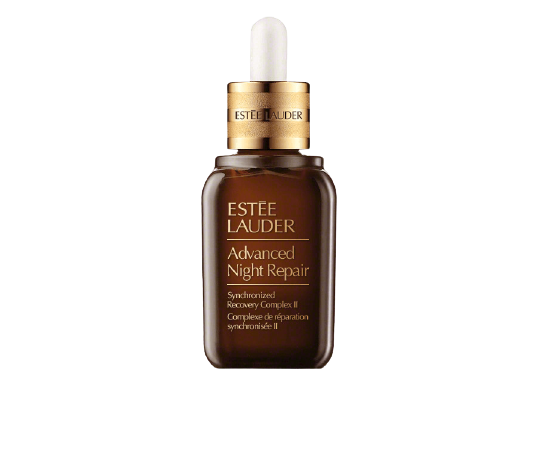 ESTĒE LAUDER
ESTĒE
LAUDER
Advanced
Night Repair
Synchronized
Recovery Complex II
Complexe de réparation
synchronisée II